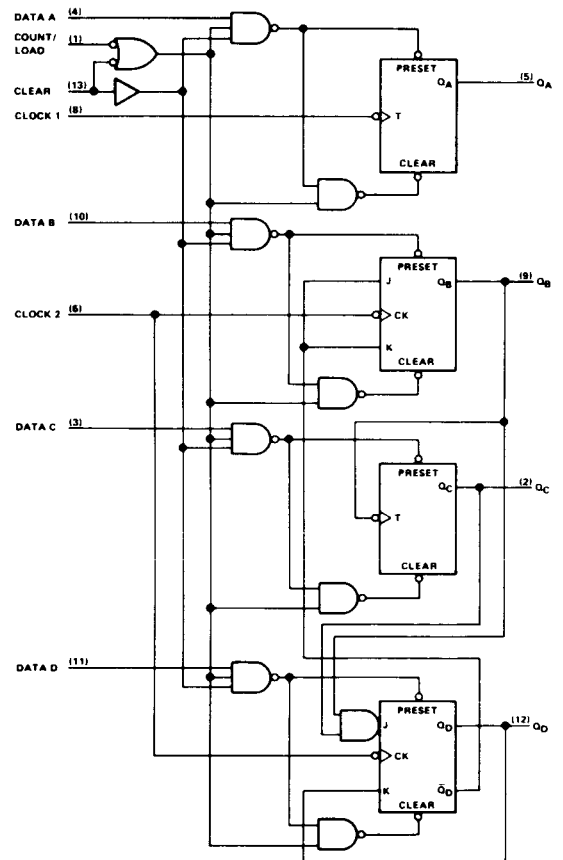 DATA A (4)
COUNT/ (1)
LOAD
CLEAR (13)
CLOCK 1 (8)
PRESET
QA (5) QA
T
CLEAR
DATA B (10)
PRESET
J QB (9) QB
CLOCK 2 (6)
CK
K
CLEAR
DATA C (3)
PRESET
QC (2) QC
T
CLEAR
DATA D (11)
PRESET
J QD (12) QD
CK
K Q̄D
CLEAR